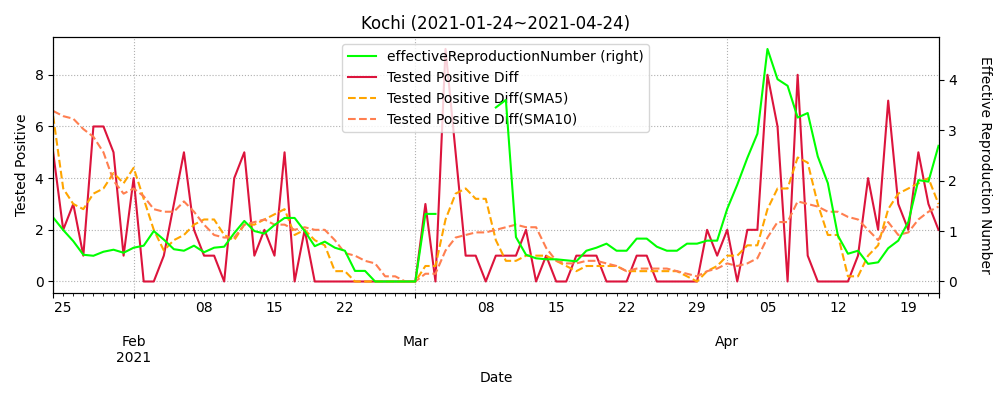 Kochi (2021-01-24~2021-04-24)
effectiveReproductionNumber (right)
Tested Positive Diff
Tested Positive Diff(SMA5)
Tested Positive Diff(SMA10)
Tested Positive
8
6
4
2
0
4
3
2
1
0
Effective Reproduction Number
25 08 15 22 08 15 22 29 05 12 19
Feb Mar Apr
2021
Date